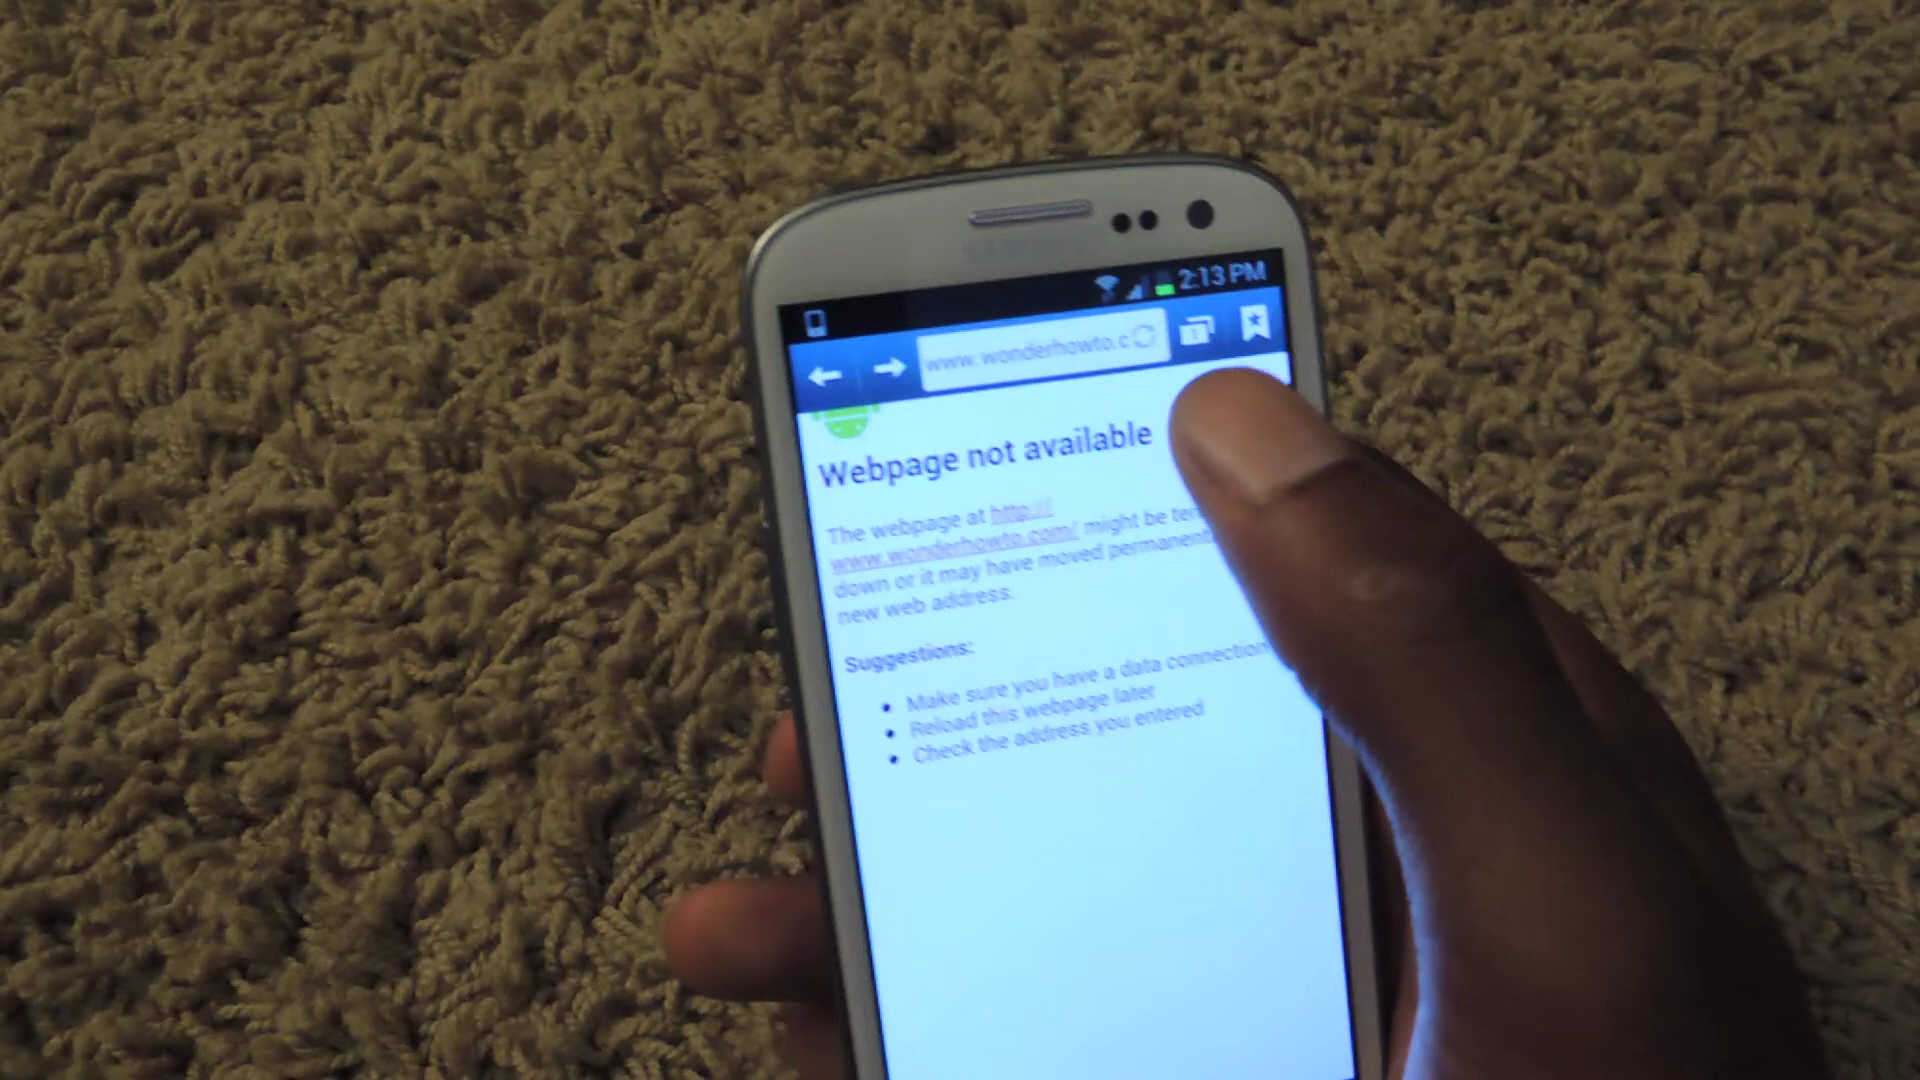 SAMSUNG
2:13 PM
www.wonderhowto.c
1
Webpage not available
The webpage at http://
www.wonderhowto.com/ might be
down or it may have moved
new web address.
Suggestions:
Make sure you have a data connection
Reload this webpage later
Check the address you entered